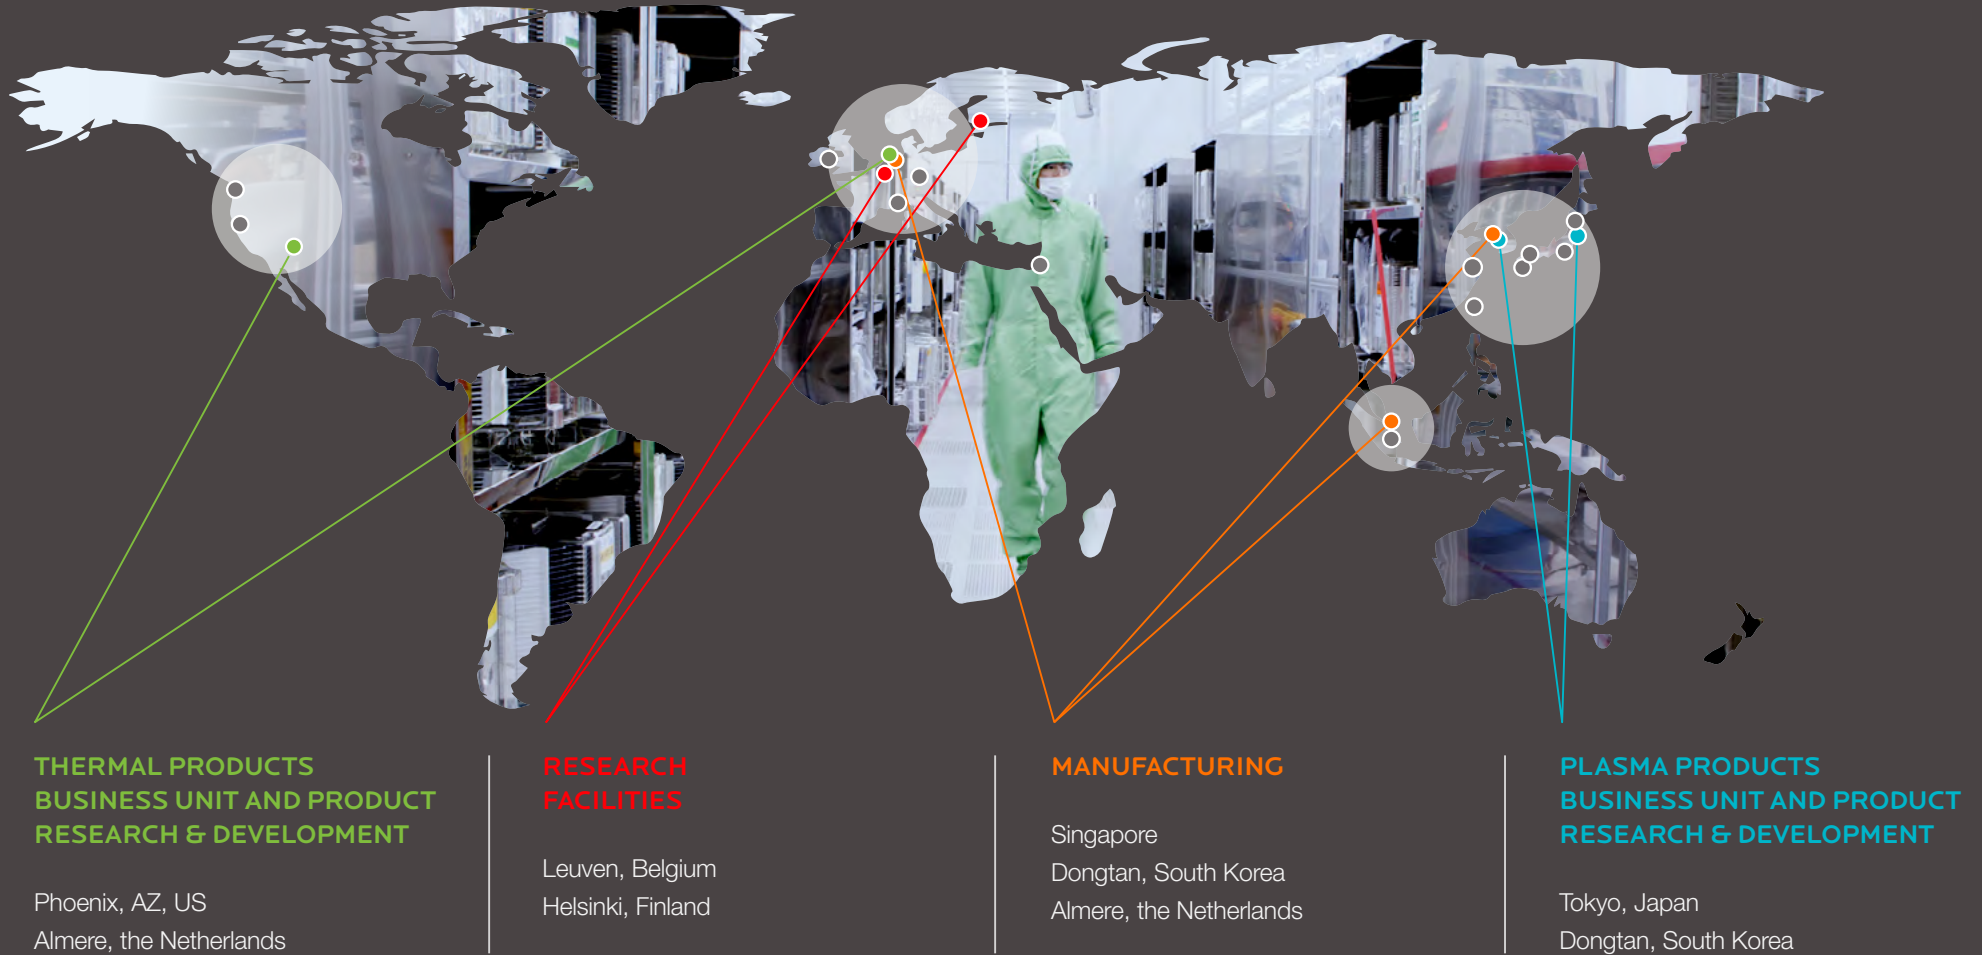 THERMAL PRODUCTS
BUSINESS UNIT AND PRODUCT
RESEARCH & DEVELOPMENT
Phoenix, AZ, US
Almere, the Netherlands
RESEARCH
FACILITIES
Leuven, Belgium
Helsinki, Finland
MANUFACTURING
Singapore
Dongtan, South Korea
Almere, the Netherlands
PLASMA PRODUCTS
BUSINESS UNIT AND PRODUCT
RESEARCH & DEVELOPMENT
Tokyo, Japan
Dongtan, South Korea